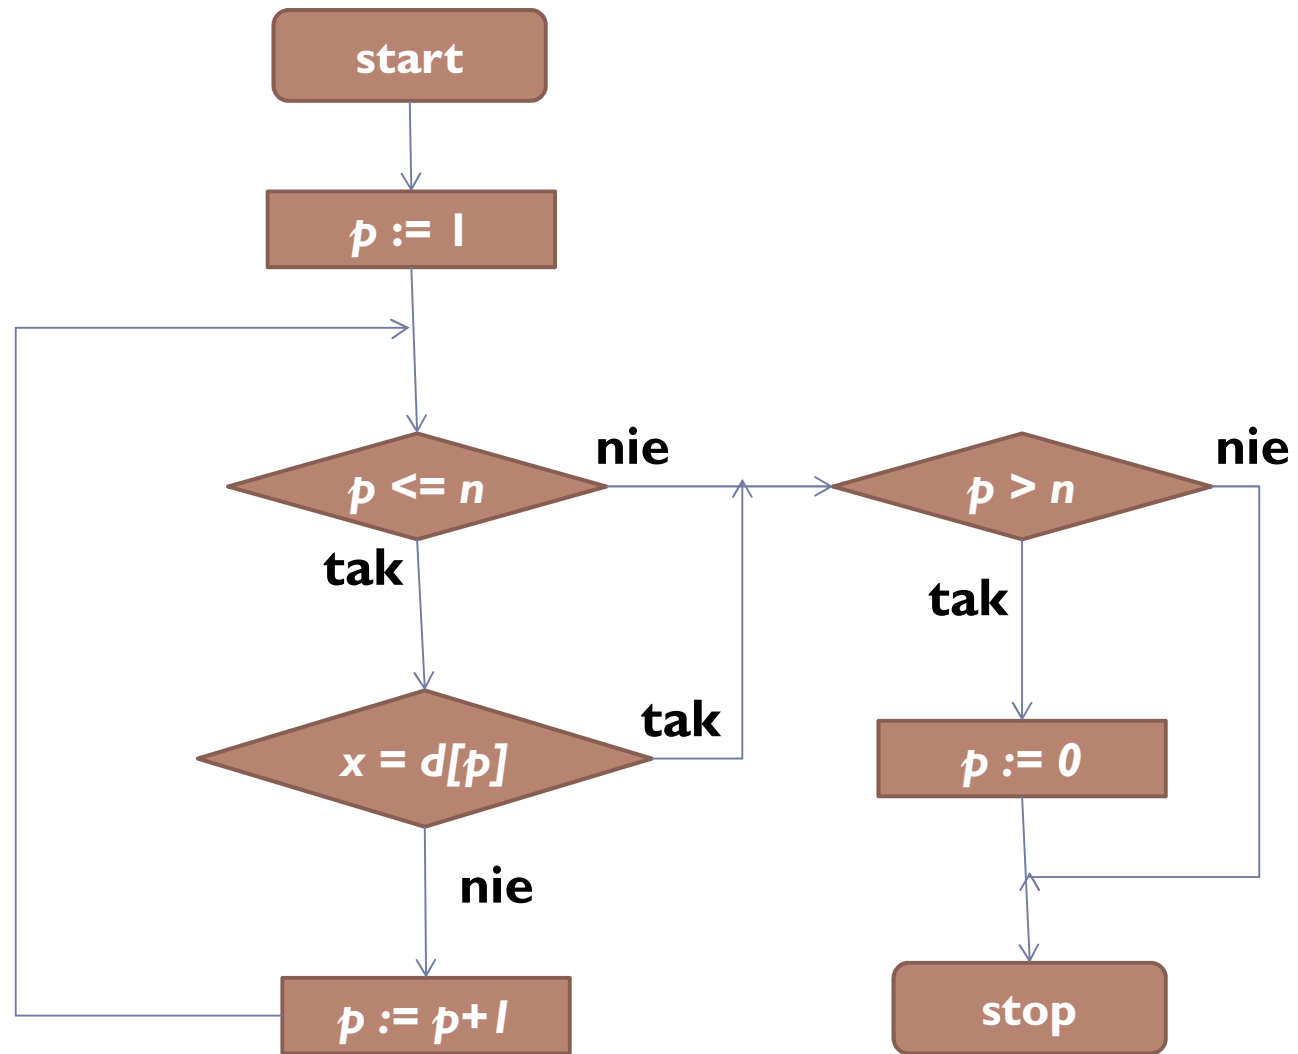 start
p := 1
p <= n
nie
p > n
nie
tak
tak
x = d[p]
tak
p := 0
nie
p := p+1
stop